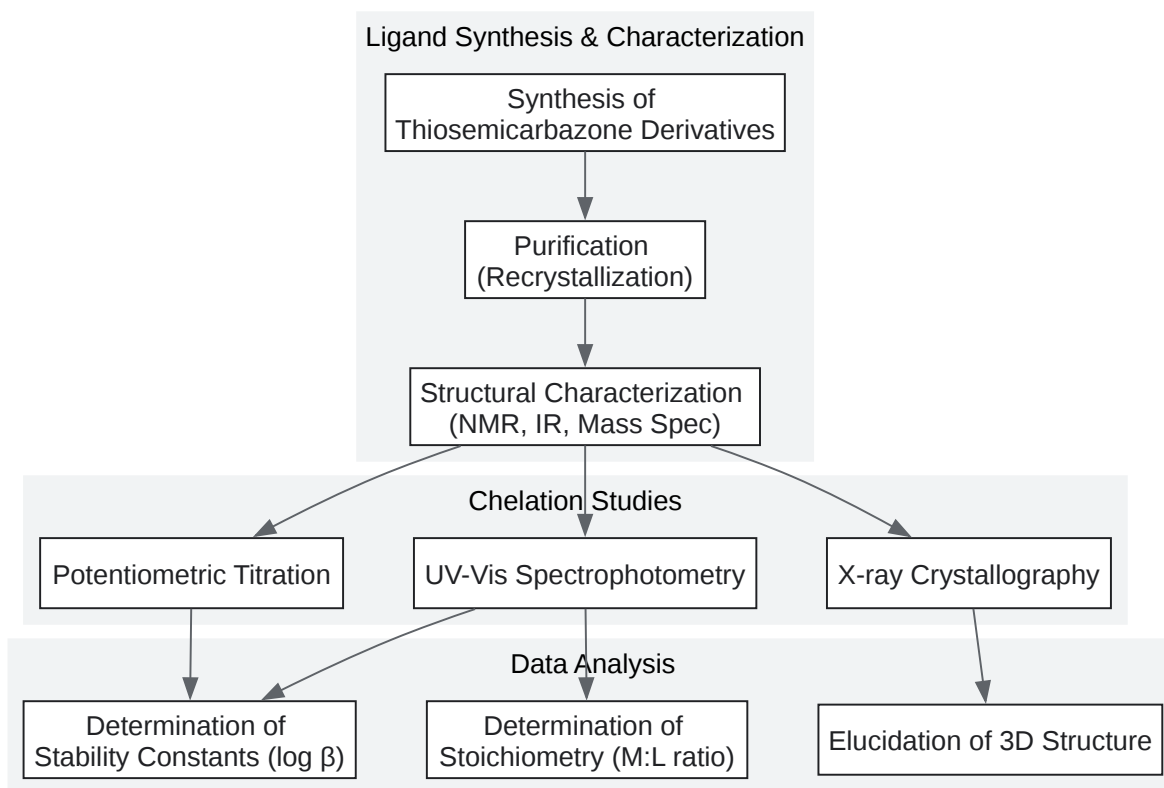 Ligand Synthesis & Characterization
Synthesis of
Thiosemicarbazone Derivatives
Purification
(Recrystallization)
Structural Characterization
(NMR, IR, Mass Spec)
Chelation Studies
Potentiometric Titration
UV-Vis Spectrophotometry
X-ray Crystallography
Data Analysis
Determination of
Stability Constants (log β)
Determination of
Stoichiometry (M:L ratio)
Elucidation of 3D Structure